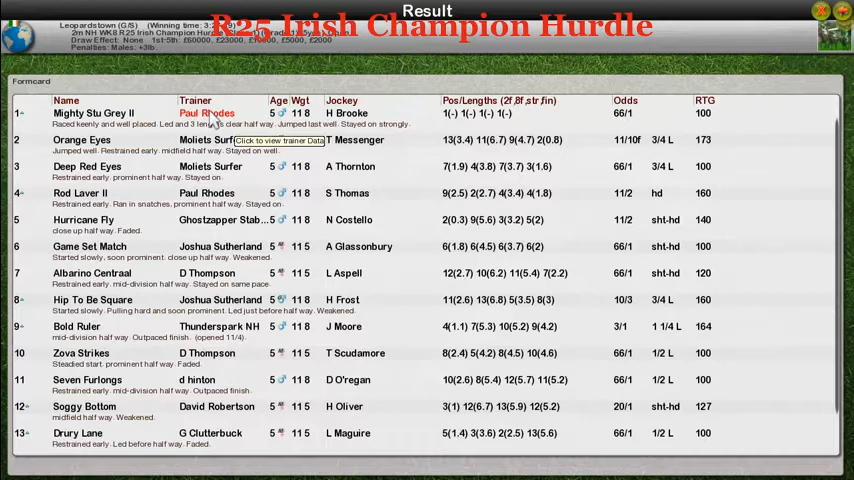 Result
R25 Irish Champion Hurdle
Leopardstown (G/S)
Penalties: Males. +3lb.
Formcard
Name Trainer Age Wgt Jockey Pos/Lengths (2f,8f,str,fin) Odds RTG
1 Mighty Stu Grey II Paul Rhodes 5 11 8 H Brooke 1(-) 1(-) 1(-) 1(-) 66/1 100
Raced keenly and well placed. Led and 3 lengths clear half way. Jumped last well. Stayed on strongly.
2 Orange Eyes Moliets Surf T Messenger 13(3.4) 11(6.7) 9(4.7) 2(0.8) 11/10f 3/4 L 173
Click to view trainer Data
Jumped well. Restrained early. midfield half way. Stayed on well.
3 Deep Red Eyes Moliets Surfer 5 11 8 A Thornton 7(1.9) 4(3.8) 7(3.7) 3(1.6) 66/1 3/4 L 100
Restrained early. prominent half way. Stayed on.
4 Rod Laver II Paul Rhodes 5 11 8 S Thomas 9(2.5) 2(2.7) 4(3.4) 4(1.8) 11/2 hd 160
Restrained early. Ran in snatches, prominent half way. Stayed on.
5 Hurricane Fly Ghostzapper Stab... 5 11 8 N Costello 2(0.3) 9(5.6) 3(3.2) 5(2) 11/2 sht-hd 140
close up half way. Faded.
6 Game Set Match Joshua Sutherland 5 11 5 A Glassonbury 6(1.8) 6(4.5) 6(3.7) 6(2) 66/1 sht-hd 100
Started slowly, soon prominent. close up half way. Weakened.
7 Albarino Centraal D Thompson 5 11 5 L Aspell 12(2.7) 10(6.2) 11(5.4) 7(2.2) 66/1 sht-hd 120
Restrained early. mid-division half way. Stayed on same pace.
8 Hip To Be Square Joshua Sutherland 5 11 8 H Frost 11(2.6) 13(6.8) 5(3.5) 8(3) 10/3 3/4 L 160
Started slowly. Pulling hard and soon prominent. Led just before half way. Weakened.
9 Bold Ruler Thunderspark NH 5 11 8 J Moore 4(1.1) 7(5.3) 10(5.2) 9(4.2) 3/1 1 1/4 L 164
mid-division half way. Outpaced finish. (opened 11/4)
10 Zova Strikes D Thompson 5 11 5 T Scudamore 8(2.4) 5(4.2) 8(4.5) 10(4.6) 66/1 1/2 L 100
Steadied start. prominent half way. Faded.
11 Seven Furlongs d hinton 5 11 8 D O'regan 10(2.6) 8(5.4) 12(5.7) 11(5.2) 66/1 1/2 L 100
Restrained early. mid-division half way. Outpaced finish.
12 Soggy Bottom David Robertson 5 11 5 H Oliver 3(1) 12(6.7) 13(5.9) 12(5.2) 20/1 sht-hd 127
midfield half way. Weakened.
13 Drury Lane G Clutterbuck 5 11 5 L Maguire 5(1.4) 3(3.6) 2(2.5) 13(5.6) 66/1 1/2 L 100
Restrained early. Led before half way. Faded.